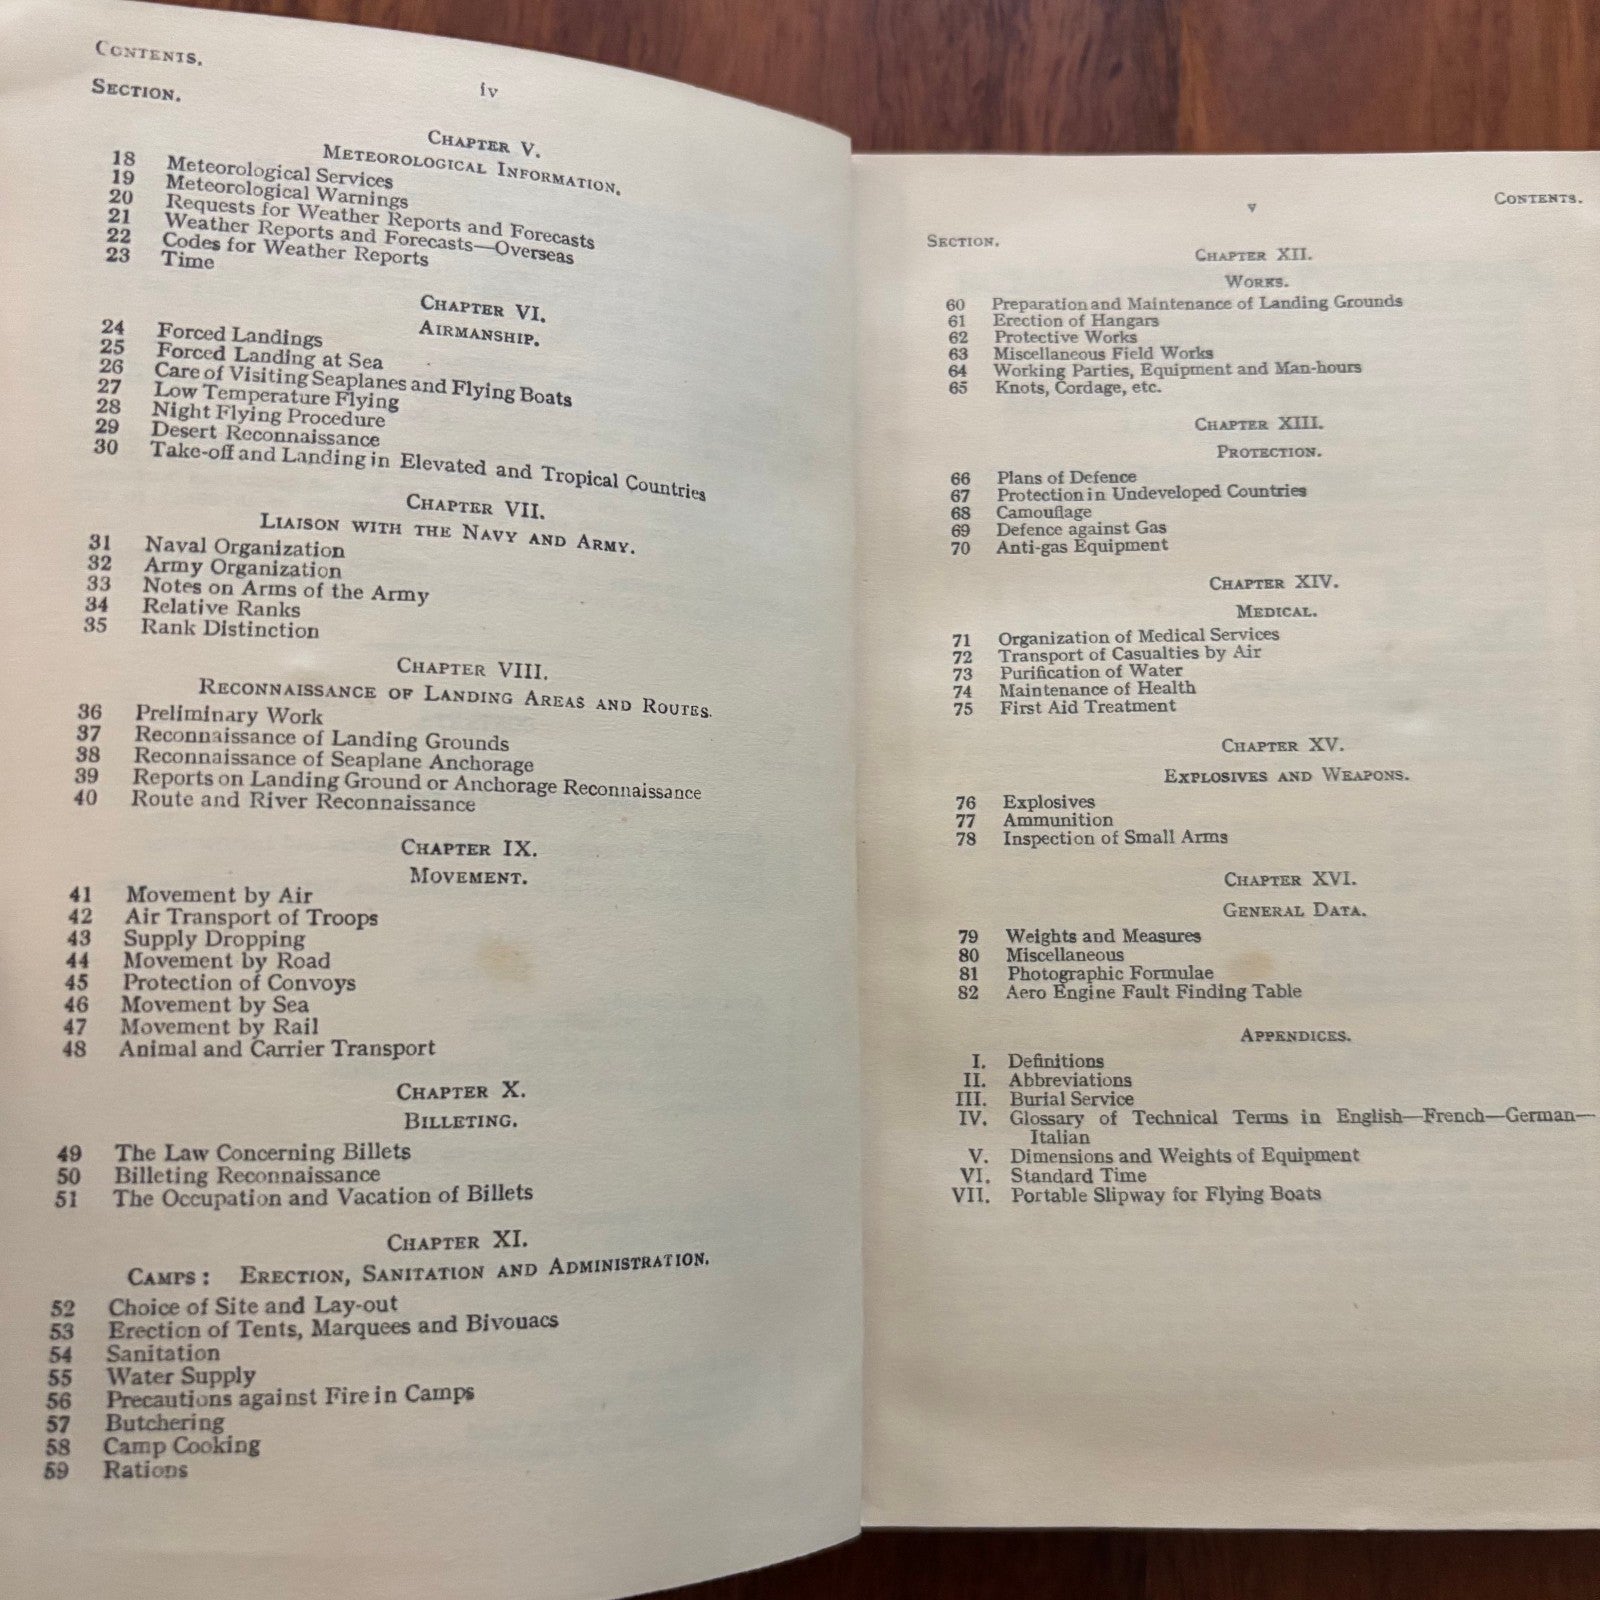 CONTENTS.
iv
SECTION.
CHAPTER V.
METEOROLOGICAL INFORMATION.
18 Meteorological Services
19 Meteorological Warnings
20 Requests for Weather Reports and Forecasts
21 Weather Reports and Forecasts—Overseas
22 Codes for Weather Reports
23 Time
CHAPTER VI.
AIRMANSHIP.
24 Forced Landings
25 Forced Landing at Sea
26 Care of Visiting Seaplanes and Flying Boats
27 Low Temperature Flying
28 Night Flying Procedure
29 Desert Reconnaissance
30 Take-off and Landing in Elevated and Tropical Countries
CHAPTER VII.
LIAISON WITH THE NAVY AND ARMY.
31 Naval Organization
32 Army Organization
33 Notes on Arms of the Army
34 Relative Ranks
35 Rank Distinction
CHAPTER VIII.
RECONNAISSANCE OF LANDING AREAS AND ROUTES.
36 Preliminary Work
37 Reconnaissance of Landing Grounds
38 Reconnaissance of Seaplane Anchorage
39 Reports on Landing Ground or Anchorage Reconnaissance
40 Route and River Reconnaissance
CHAPTER IX.
MOVEMENT.
41 Movement by Air
42 Air Transport of Troops
43 Supply Dropping
44 Movement by Road
45 Protection of Convoys
46 Movement by Sea
47 Movement by Rail
48 Animal and Carrier Transport
CHAPTER X.
BILLETING.
49 The Law Concerning Billets
50 Billeting Reconnaissance
51 The Occupation and Vacation of Billets
CHAPTER XI.
CAMPS: ERECTION, SANITATION AND ADMINISTRATION.
52 Choice of Site and Lay-out
53 Erection of Tents, Marquees and Bivouacs
54 Sanitation
55 Water Supply
56 Precautions against Fire in Camps
57 Butchering
58 Camp Cooking
59 Rations
v
CONTENTS.
SECTION.
CHAPTER XII.
WORKS.
60 Preparation and Maintenance of Landing Grounds
61 Erection of Hangars
62 Protective Works
63 Miscellaneous Field Works
64 Working Parties, Equipment and Man-hours
65 Knots, Cordage, etc.
CHAPTER XIII.
PROTECTION.
66 Plans of Defence
67 Protection in Undeveloped Countries
68 Camouflage
69 Defence against Gas
70 Anti-gas Equipment
CHAPTER XIV.
MEDICAL.
71 Organization of Medical Services
72 Transport of Casualties by Air
73 Purification of Water
74 Maintenance of Health
75 First Aid Treatment
CHAPTER XV.
EXPLOSIVES AND WEAPONS.
76 Explosives
77 Ammunition
78 Inspection of Small Arms
CHAPTER XVI.
GENERAL DATA.
79 Weights and Measures
80 Miscellaneous
81 Photographic Formulae
82 Aero Engine Fault Finding Table
APPENDICES.
I. Definitions
II. Abbreviations
III. Burial Service
IV. Glossary of Technical Terms in English—French—German—
Italian
V. Dimensions and Weights of Equipment
VI. Standard Time
VII. Portable Slipway for Flying Boats